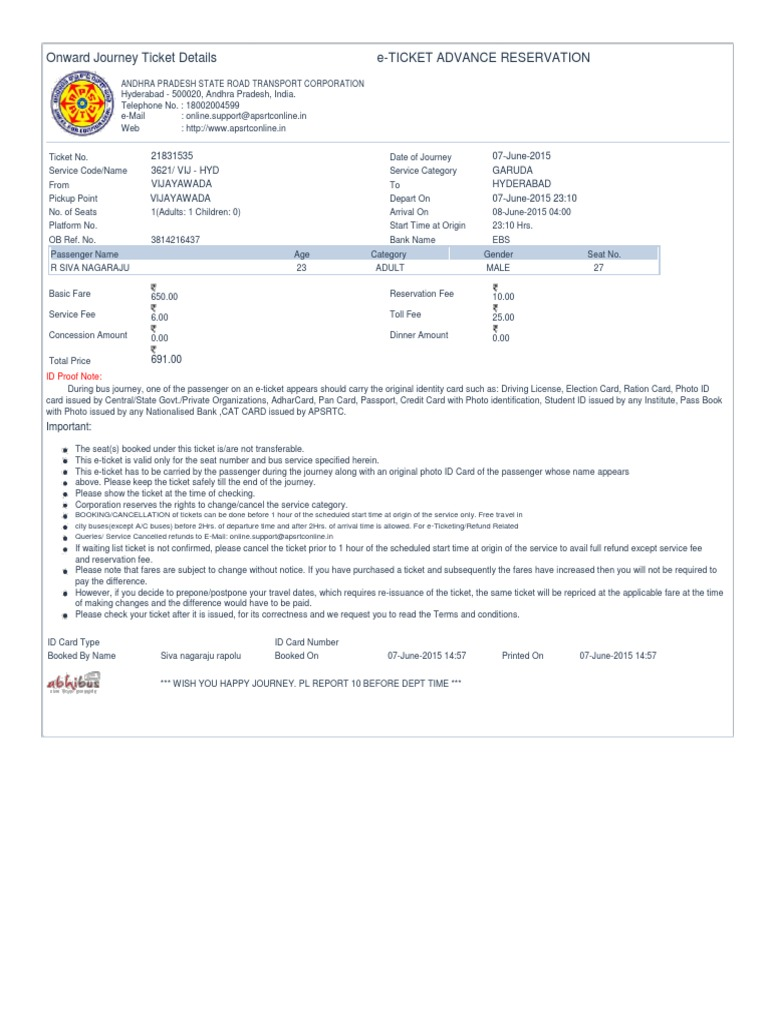 Onward Journey Ticket Details e-TICKET ADVANCE RESERVATION
ANDHRA PRADESH STATE ROAD TRANSPORT CORPORATION
Hyderabad - 500020, Andhra Pradesh, India.
Telephone No. : 18002004599
e-Mail : online.support@apsrtconline.in
Web : http://www.apsrtconline.in
Ticket No. 21831535 Date of Journey 07-June-2015
Service Code/Name 3621/ VIJ - HYD Service Category GARUDA
From VIJAYAWADA To HYDERABAD
Pickup Point VIJAYAWADA Depart On 07-June-2015 23:10
No. of Seats 1(Adults: 1 Children: 0) Arrival On 08-June-2015 04:00
Platform No. Start Time at Origin 23:10 Hrs.
OB Ref. No. 3814216437 Bank Name EBS
Passenger Name Age Category Gender Seat No.
R SIVA NAGARAJU 23 ADULT MALE 27
Basic Fare ₹ 650.00 Reservation Fee ₹ 10.00
Service Fee ₹ 6.00 Toll Fee ₹ 25.00
Concession Amount ₹ 0.00 Dinner Amount ₹ 0.00
Total Price ₹ 691.00
ID Proof Note:
During bus journey, one of the passenger on an e-ticket appears should carry the original identity card such as: Driving License, Election Card, Ration Card, Photo ID
card issued by Central/State Govt./Private Organizations, AdharCard, Pan Card, Passport, Credit Card with Photo identification, Student ID issued by any Institute, Pass Book
with Photo issued by any Nationalised Bank ,CAT CARD issued by APSRTC.
Important:
The seat(s) booked under this ticket is/are not transferable.
This e-ticket is valid only for the seat number and bus service specified herein.
This e-ticket has to be carried by the passenger during the journey along with an original photo ID Card of the passenger whose name appears
above. Please keep the ticket safely till the end of the journey.
Please show the ticket at the time of checking.
Corporation reserves the rights to change/cancel the service category.
BOOKING/CANCELLATION of tickets can be done before 1 hour of the scheduled start time at origin of the service only. Free travel in
city buses(except A/C buses) before 2Hrs. of departure time and after 2Hrs. of arrival time is allowed. For e-Ticketing/Refund Related
Queries/ Service Cancelled refunds to E-Mail: online.support@apsrtconline.in
If waiting list ticket is not confirmed, please cancel the ticket prior to 1 hour of the scheduled start time at origin of the service to avail full refund except service fee
and reservation fee.
Please note that fares are subject to change without notice. If you have purchased a ticket and subsequently the fares have increased then you will not be required to
pay the difference.
However, if you decide to prepone/postpone your travel dates, which requires re-issuance of the ticket, the same ticket will be repriced at the applicable fare at the time
of making changes and the difference would have to be paid.
Please check your ticket after it is issued, for its correctness and we request you to read the Terms and conditions.
ID Card Type ID Card Number
Booked By Name Siva nagaraju rapolu Booked On 07-June-2015 14:57 Printed On 07-June-2015 14:57
abhibus
*** WISH YOU HAPPY JOURNEY. PL REPORT 10 BEFORE DEPT TIME ***